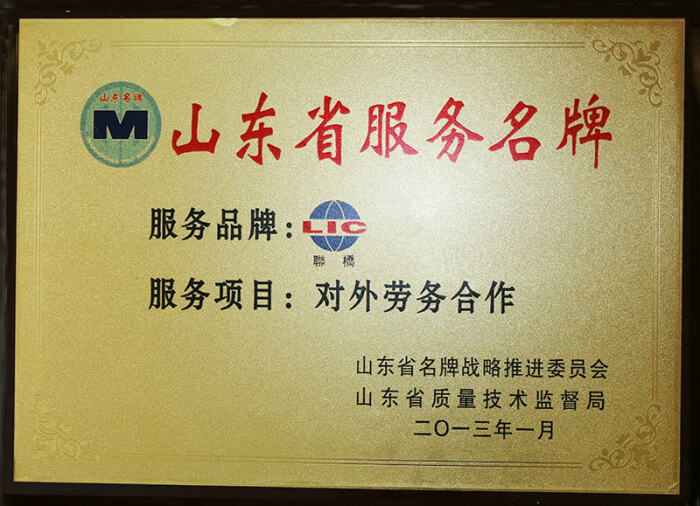 山东名牌
M
山东省服务名牌
服务品牌：LIC
聯橋
服务项目：对外劳务合作
山东省名牌战略推进委员会
山东省质量技术监督局
二〇一三年一月